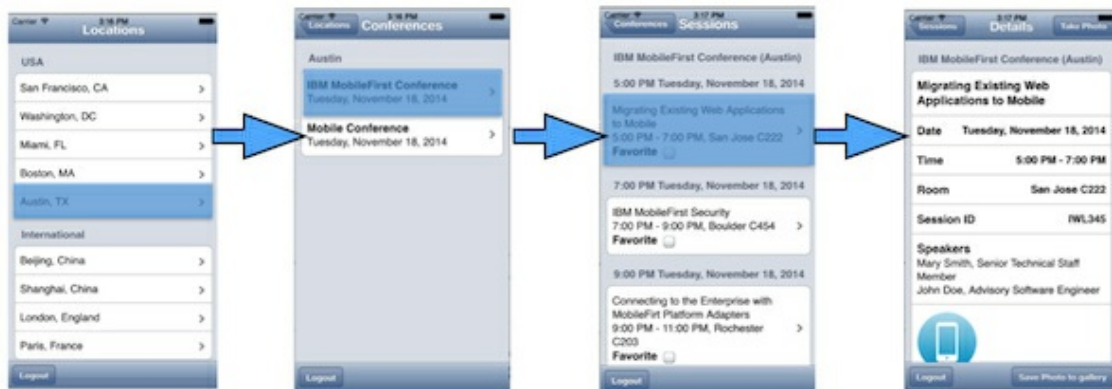 Carrier 3:16 PM
Locations
USA
San Francisco, CA
Washington, DC
Miami, FL
Boston, MA
Austin, TX
International
Beijing, China
Shanghai, China
London, England
Paris, France
Logout
Carrier 3:16 PM
Locations Conferences
Austin
IBM MobileFirst Conference
Tuesday, November 18, 2014
Mobile Conference
Tuesday, November 18, 2014
Logout
Carrier 3:17 PM
Conferences Sessions
IBM MobileFirst Conference (Austin)
5:00 PM Tuesday, November 18, 2014
Migrating Existing Web Applications
to Mobile
5:00 PM - 7:00 PM, San Jose C222
Favorite
7:00 PM Tuesday, November 18, 2014
IBM MobileFirst Security
7:00 PM - 9:00 PM, Boulder C454
Favorite
9:00 PM Tuesday, November 18, 2014
Connecting to the Enterprise with
MobileFirt Platform Adapters
9:00 PM - 11:00 PM, Rochester
C203
Favorite
Logout
Carrier 3:17 PM
Sessions Details Take Photo
IBM MobileFirst Conference (Austin)
Migrating Existing Web
Applications to Mobile
Date Tuesday, November 18, 2014
Time 5:00 PM - 7:00 PM
Room San Jose C222
Session ID IWL345
Speakers
Mary Smith, Senior Technical Staff
Member
John Doe, Advisory Software Engineer
Logout Save Photo to gallery